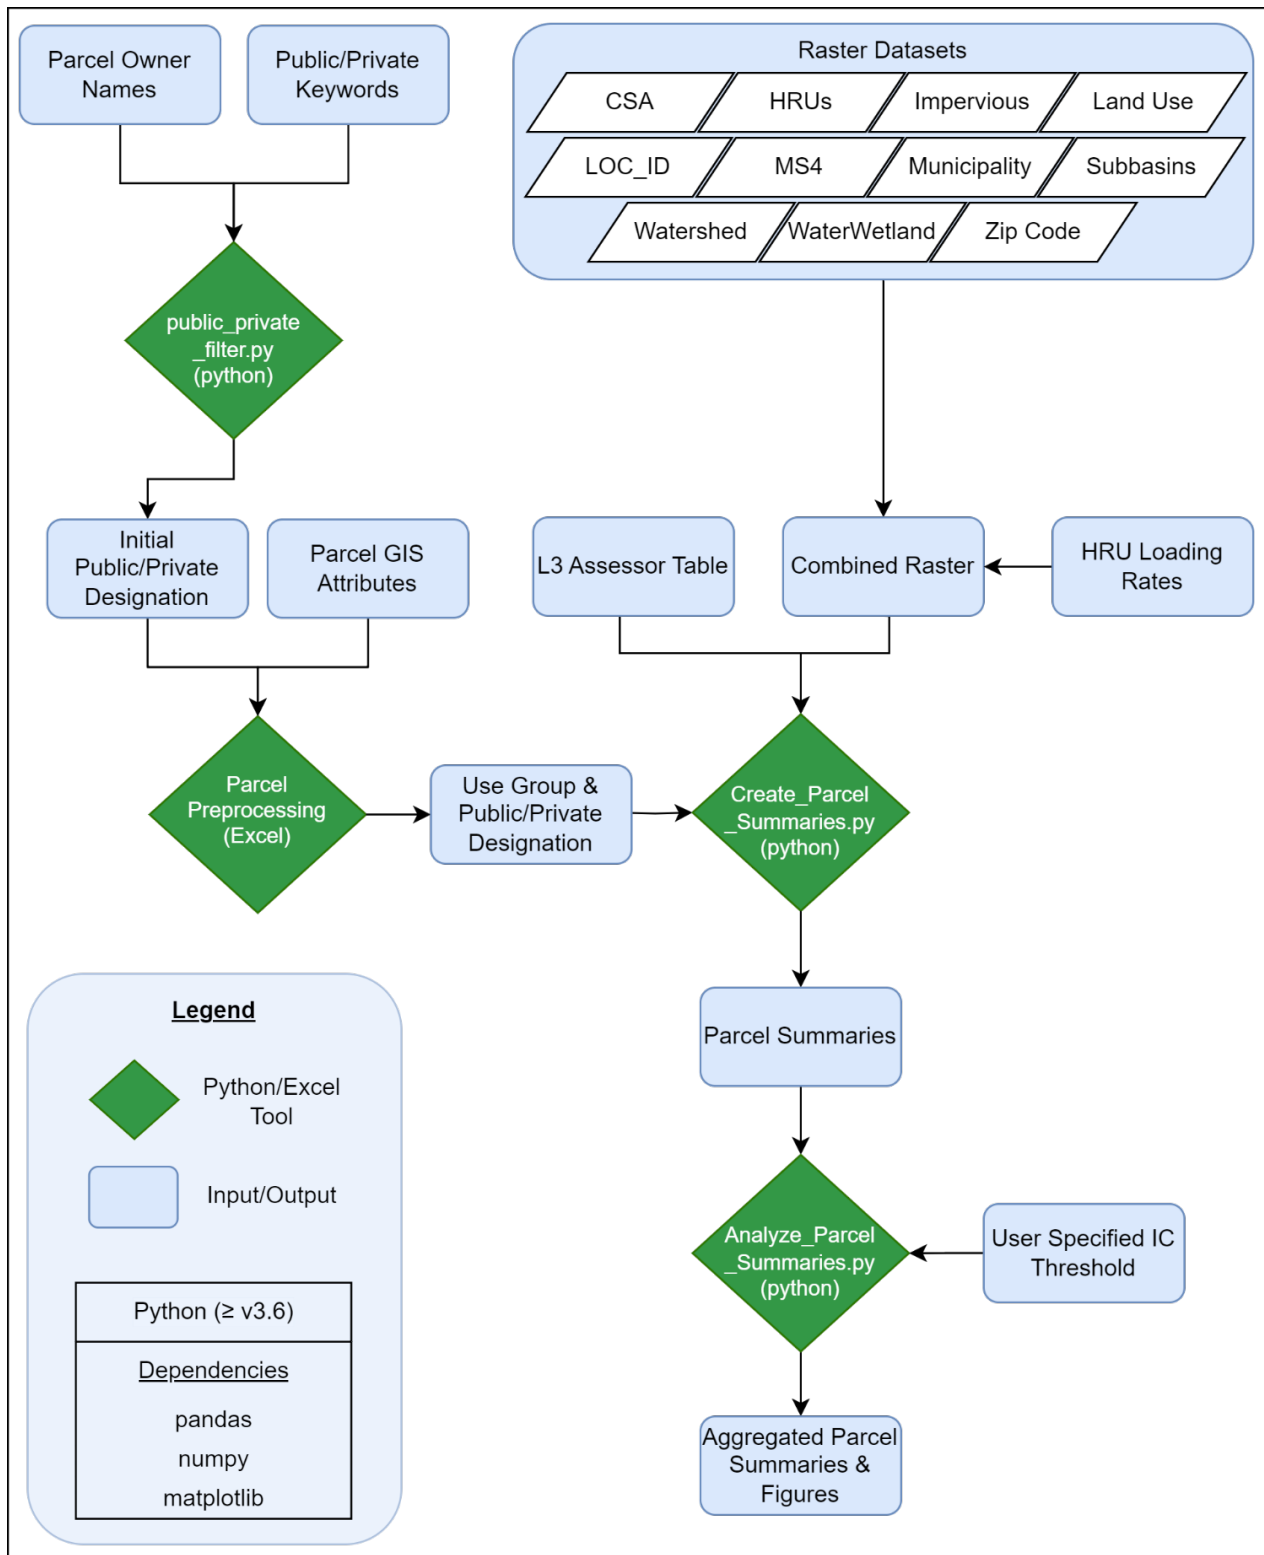 Parcel Owner
Names
Public/Private
Keywords
Raster Datasets
CSA
HRUs
Impervious
Land Use
LOC_ID
MS4
Municipality
Subbasins
Watershed
WaterWetland
Zip Code
public_private
_filter.py
(python)
Initial
Public/Private
Designation
Parcel GIS
Attributes
L3 Assessor Table
Combined Raster
HRU Loading
Rates
Parcel
Preprocessing
(Excel)
Use Group &
Public/Private
Designation
Create_Parcel
_Summaries.py
(python)
Parcel Summaries
Analyze_Parcel
_Summaries.py
(python)
User Specified IC
Threshold
Aggregated Parcel
Summaries &
Figures
Legend
Python/Excel
Tool
Input/Output
Python (≥ v3.6)
Dependencies
pandas
numpy
matplotlib